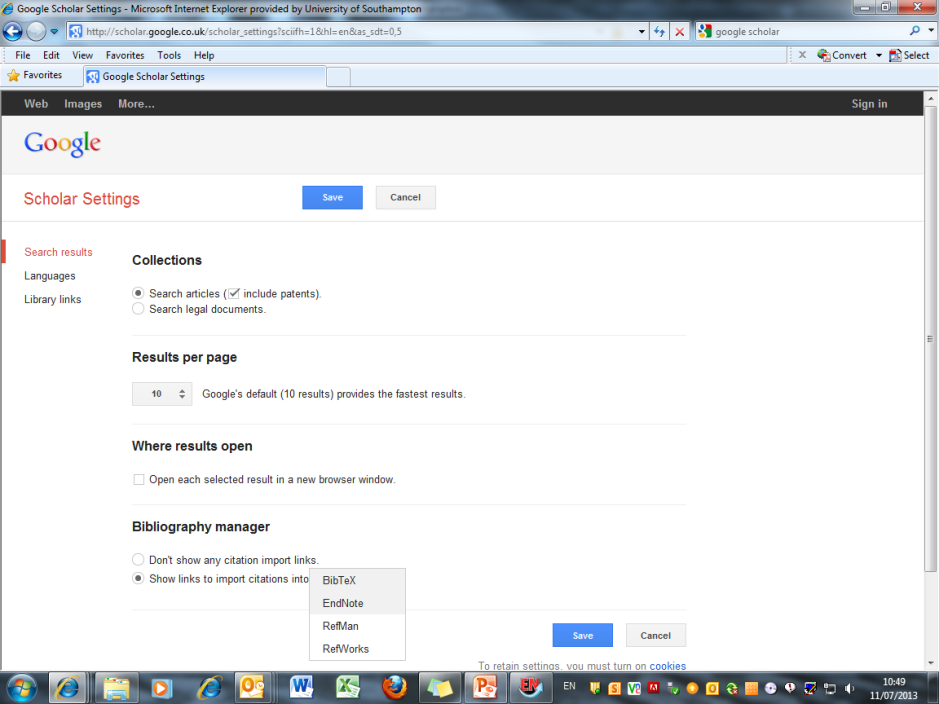 Google Scholar Settings - Microsoft Internet Explorer provided by University of Southampton
http://scholar.google.co.uk/scholar_settings?sciifh=1&hl=en&as_sdt=0,5
google scholar
File Edit View Favorites Tools Help
Convert Select
Favorites Google Scholar Settings
Web Images More... Sign in
Google
Scholar Settings Save Cancel
Search results
Languages
Library links
Collections
Search articles (include patents).
Search legal documents.
Results per page
10 Google's default (10 results) provides the fastest results.
Where results open
Open each selected result in a new browser window.
Bibliography manager
Don't show any citation import links.
Show links to import citations into
BibTeX
EndNote
RefMan
RefWorks
Save Cancel
To retain settings, you must turn on cookies
EN
10:49
11/07/2013